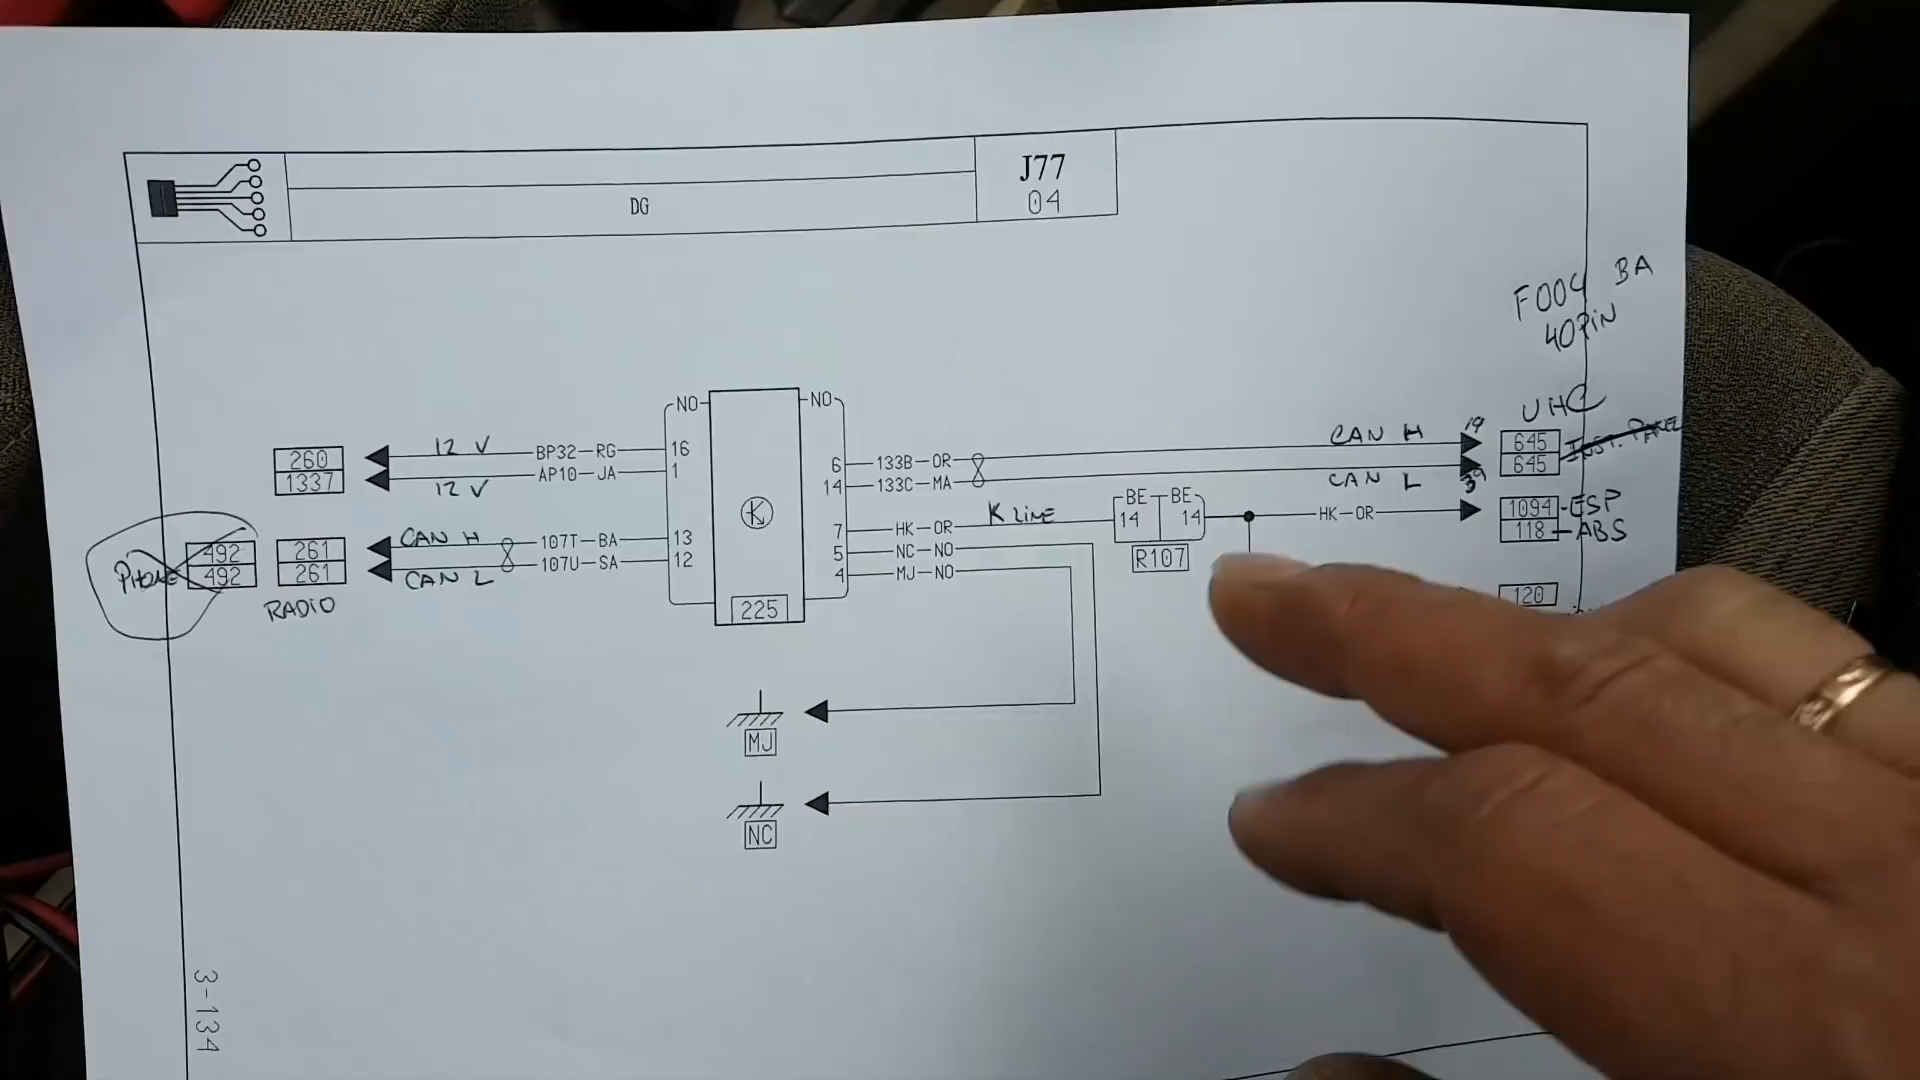 J77
DG
04
F004 BA
40PIN
UHC
NO
NO
12 V
BP32-RG
16
260
1337
AP10-JA
1
12 V
6
133B-OR
CAN H
19
645
INST. PANEL
14
133C-MA
CAN L
39
645
7
HK-OR
K LINE
BE
BE
14
14
R107
HK-OR
1094
ESP
118
ABS
5
NC-NO
4
MJ-NO
120
PHONE
492
492
261
261
CAN H
107T-BA
13
CAN L
107U-SA
12
RADIO
225
MJ
NC
3-134